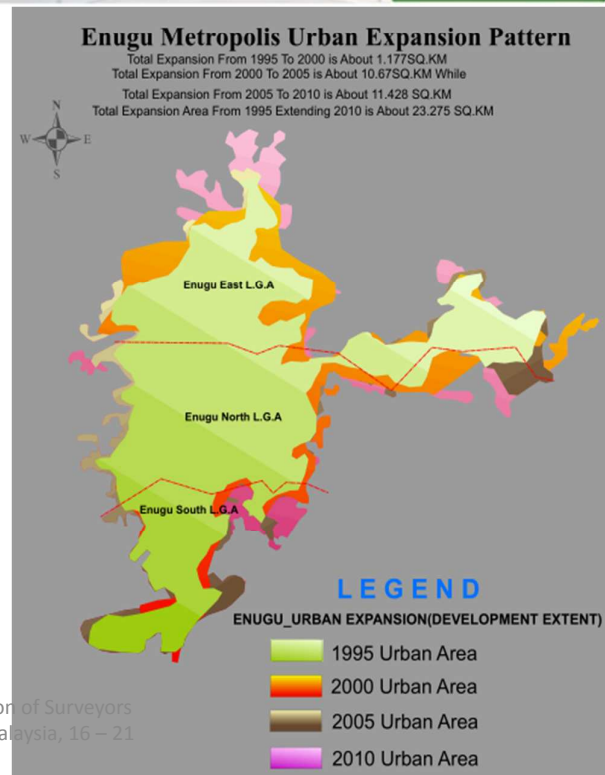 Enugu Metropolis Urban Expansion Pattern
Total Expansion From 1995 To 2000 is About 1.177SQ.KM
Total Expansion From 2000 To 2005 is About 10.67SQ.KM While
Total Expansion From 2005 To 2010 is About 11.428 SQ.KM
Total Expansion Area From 1995 Extending 2010 is About 23.275 SQ.KM
N
W E
S
Enugu East L.G.A
Enugu North L.G.A
Enugu South L.G.A
LEGEND
ENUGU_URBAN EXPANSION(DEVELOPMENT EXTENT)
1995 Urban Area
2000 Urban Area
2005 Urban Area
2010 Urban Area
of Surveyors
16 – 21